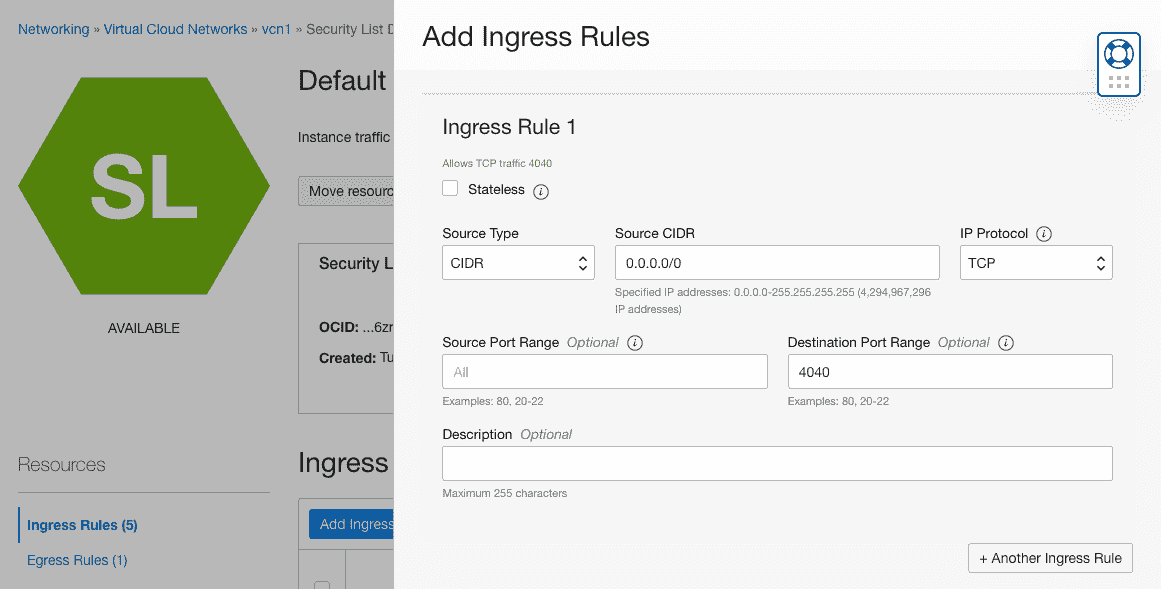 Networking » Virtual Cloud Networks » vcn1 » Security List D
SL
AVAILABLE
Resources
Ingress Rules (5)
Egress Rules (1)
Default
Instance traffic
Move resourc
Security L
OCID: ...6zr
Created: Tu
Ingress
Add Ingress
Add Ingress Rules
Ingress Rule 1
Allows TCP traffic 4040
Stateless i
Source Type
CIDR
Source CIDR
0.0.0.0/0
Specified IP addresses: 0.0.0.0-255.255.255.255 (4,294,967,296
IP addresses)
IP Protocol i
TCP
Source Port Range Optional i
All
Examples: 80, 20-22
Destination Port Range Optional i
4040
Examples: 80, 20-22
Description Optional
Maximum 255 characters
+ Another Ingress Rule